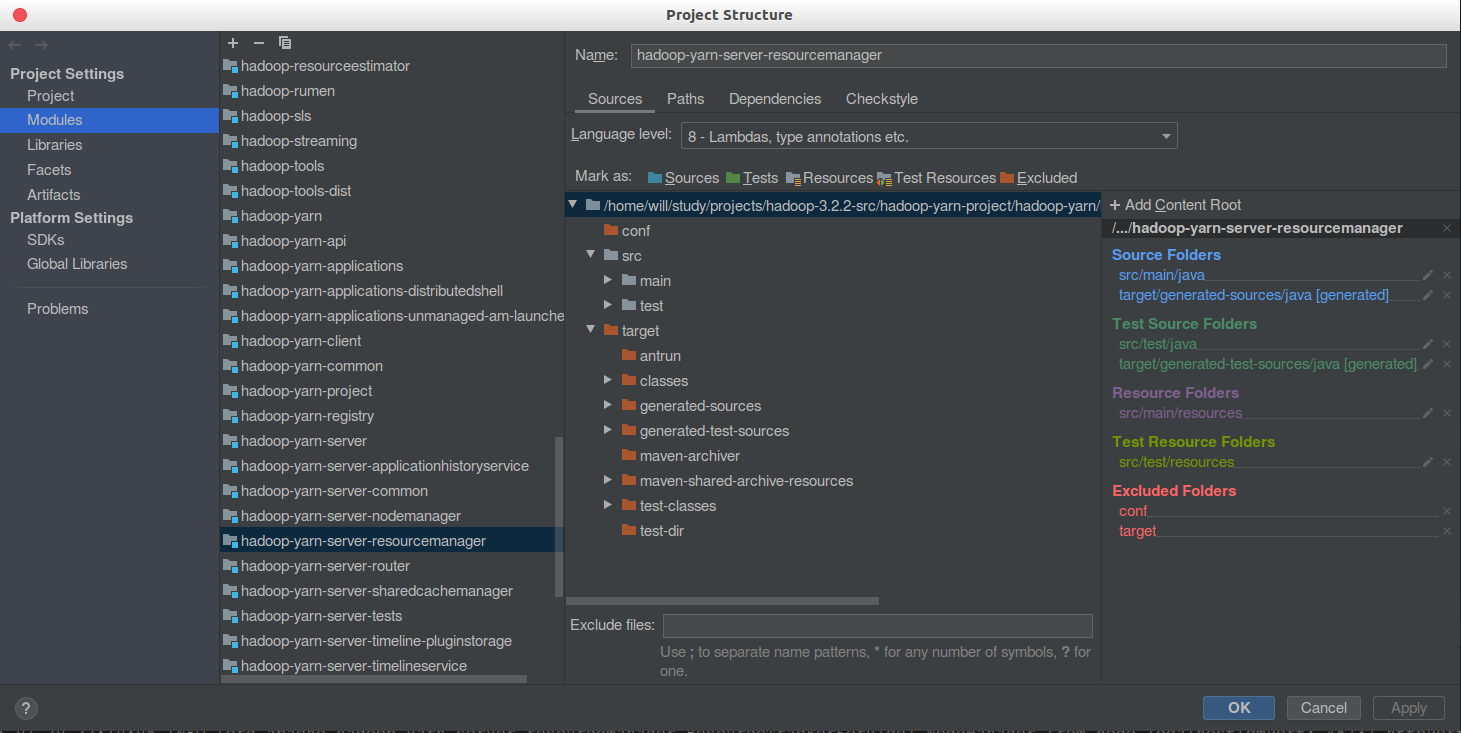 Project Structure
Project Settings
Project
Modules
Libraries
Facets
Artifacts
Platform Settings
SDKs
Global Libraries
Problems
hadoop-resourceestimator
hadoop-rumen
hadoop-sls
hadoop-streaming
hadoop-tools
hadoop-tools-dist
hadoop-yarn
hadoop-yarn-api
hadoop-yarn-applications
hadoop-yarn-applications-distributedshell
hadoop-yarn-applications-unmanaged-am-launche
hadoop-yarn-client
hadoop-yarn-common
hadoop-yarn-project
hadoop-yarn-registry
hadoop-yarn-server
hadoop-yarn-server-applicationhistoryservice
hadoop-yarn-server-common
hadoop-yarn-server-nodemanager
hadoop-yarn-server-resourcemanager
hadoop-yarn-server-router
hadoop-yarn-server-sharedcachemanager
hadoop-yarn-server-tests
hadoop-yarn-server-timeline-pluginstorage
hadoop-yarn-server-timelineservice
Name: hadoop-yarn-server-resourcemanager
Sources Paths Dependencies Checkstyle
Language level: 8 - Lambdas, type annotations etc.
Mark as: Sources Tests Resources Test Resources Excluded
/home/will/study/projects/hadoop-3.2.2-src/hadoop-yarn-project/hadoop-yarn/
conf
src
main
test
target
antrun
classes
generated-sources
generated-test-sources
maven-archiver
maven-shared-archive-resources
test-classes
test-dir
Exclude files:
Use ; to separate name patterns, * for any number of symbols, ? for
one.
+ Add Content Root
/.../hadoop-yarn-server-resourcemanager
Source Folders
src/main/java
target/generated-sources/java [generated]
Test Source Folders
src/test/java
target/generated-test-sources/java [generated]
Resource Folders
src/main/resources
Test Resource Folders
src/test/resources
Excluded Folders
conf
target
?
OK Cancel Apply